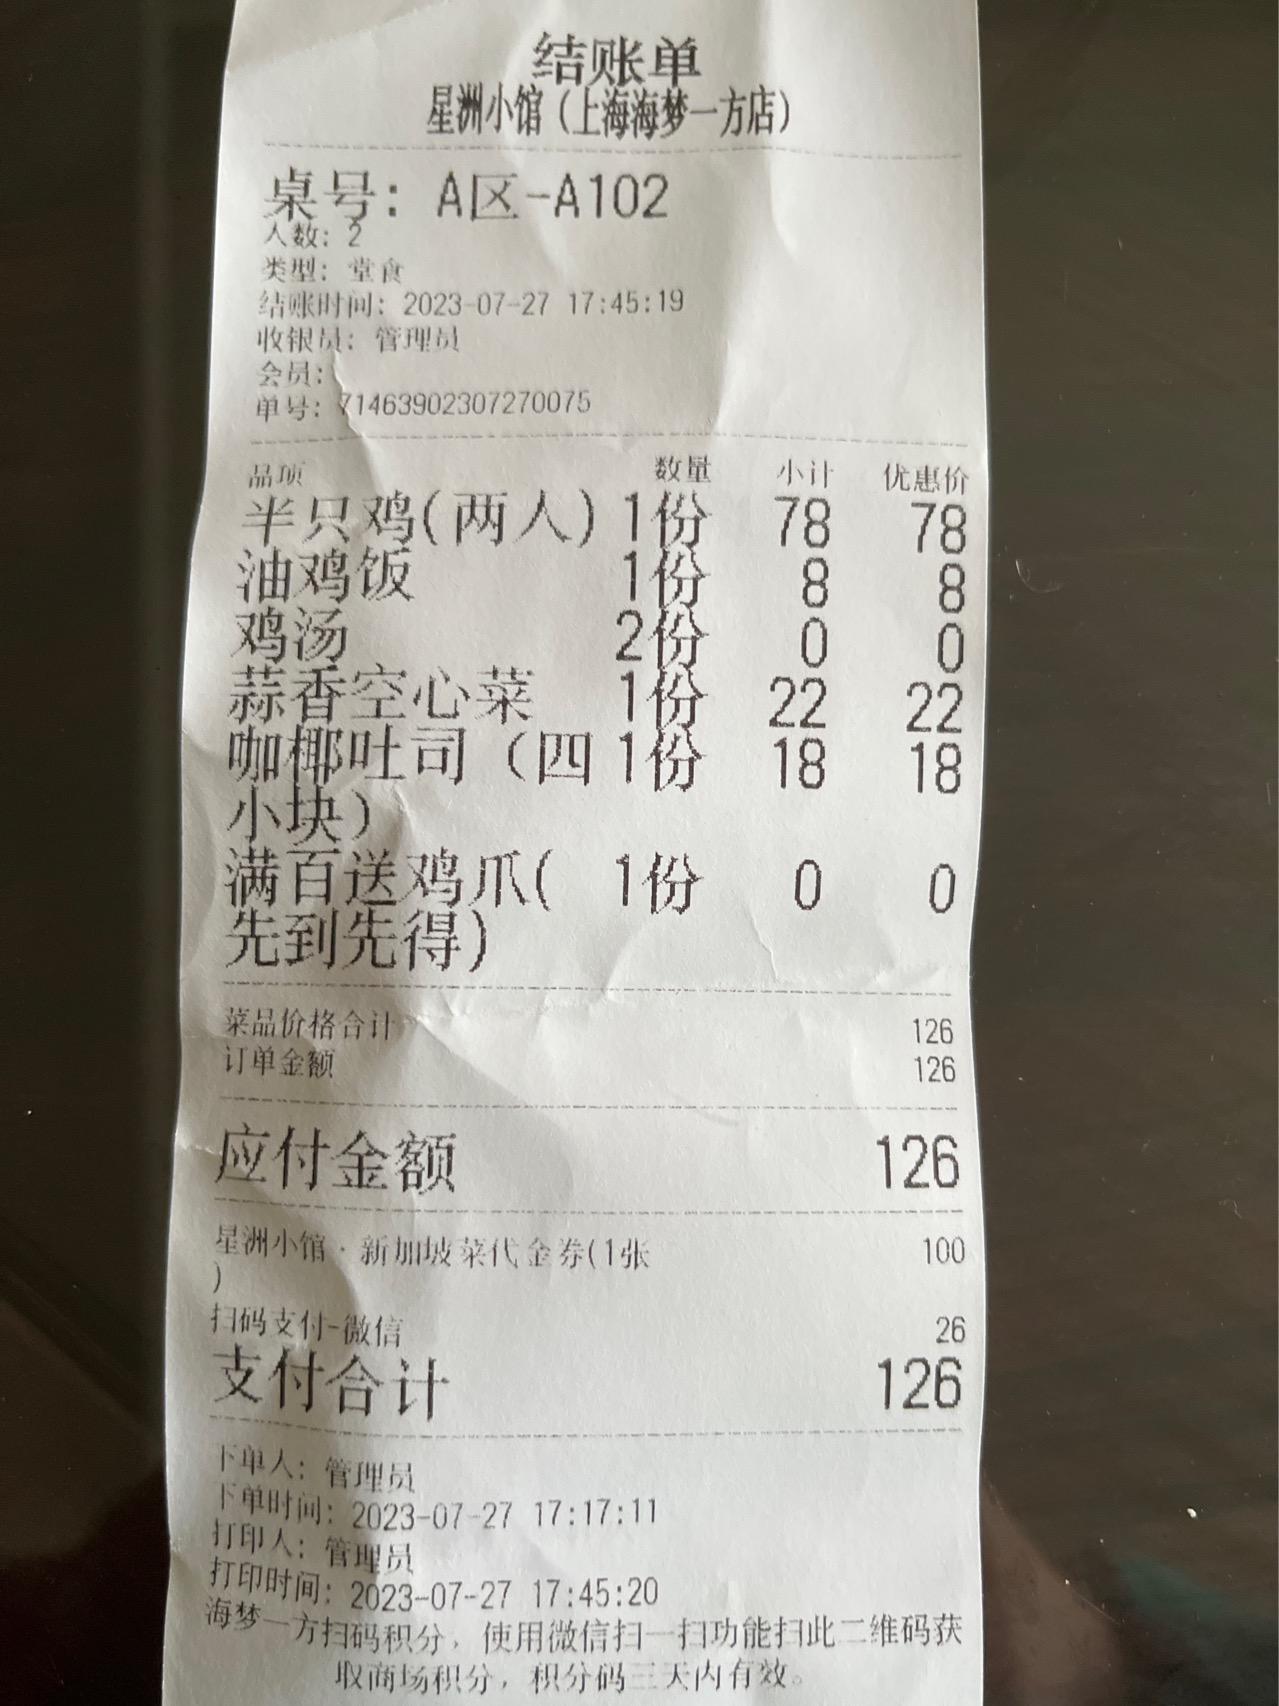 结账单
星洲小馆（上海海梦一方店）
桌号: A区-A102
人数: 2
类型: 堂食
结账时间: 2023-07-27 17:45:19
收银员: 管理员
会员:
单号: 71463902307270075
品项 数量 小计 优惠价
半只鸡(两人) 1份 78 78
油鸡饭 1份 8 8
鸡汤 2份 0 0
蒜香空心菜 1份 22 22
咖椰吐司（四 1份 18 18
小块）
满百送鸡爪( 1份 0 0
先到先得)
菜品价格合计 126
订单金额 126
应付金额 126
星洲小馆·新加坡菜代金券(1张 100
)
扫码支付-微信 26
支付合计 126
下单人: 管理员
下单时间: 2023-07-27 17:17:11
打印人: 管理员
打印时间: 2023-07-27 17:45:20
海梦一方扫码积分，使用微信扫一扫功能扫此二维码获
取商场积分，积分码三天内有效。